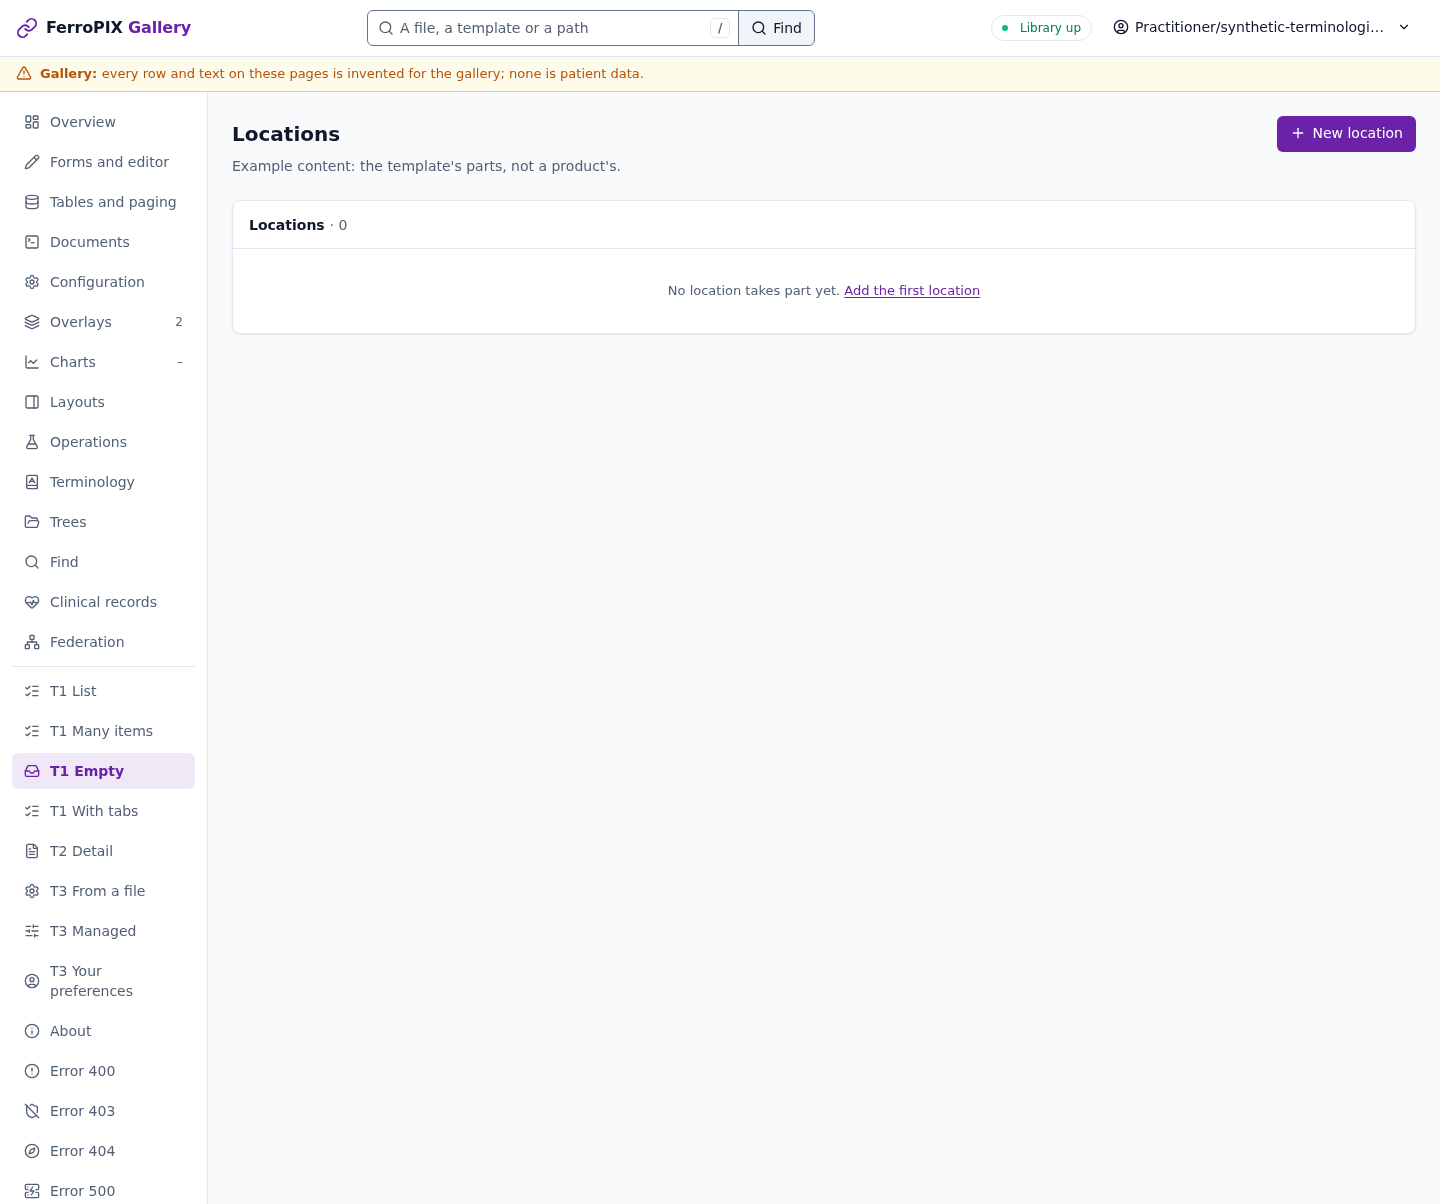 FerroPIX Gallery
A file, a template or a path
/
Find
Library up
Practitioner/synthetic-terminologi...
Gallery: every row and text on these pages is invented for the gallery; none is patient data.
Overview
Forms and editor
Tables and paging
Documents
Configuration
Overlays 2
Charts –
Layouts
Operations
Terminology
Trees
Find
Clinical records
Federation
T1 List
T1 Many items
T1 Empty
T1 With tabs
T2 Detail
T3 From a file
T3 Managed
T3 Your
preferences
About
Error 400
Error 403
Error 404
Error 500
Locations
New location
Example content: the template's parts, not a product's.
Locations · 0
No location takes part yet. Add the first location